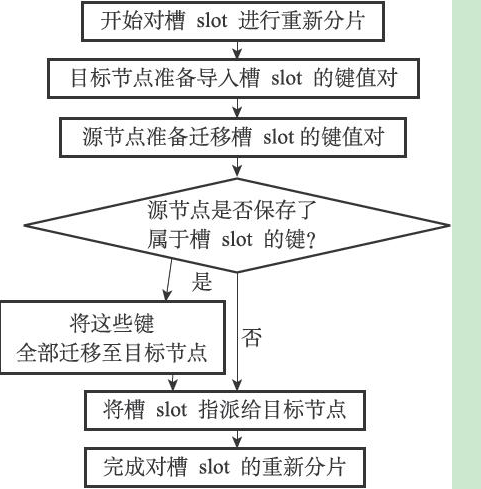 开始对槽 slot 进行重新分片
目标节点准备导入槽 slot 的键值对
源节点准备迁移槽 slot 的键值对
源节点是否保存了
属于槽 slot 的键？
是
将这些键
全部迁移至目标节点
否
将槽 slot 指派给目标节点
完成对槽 slot 的重新分片